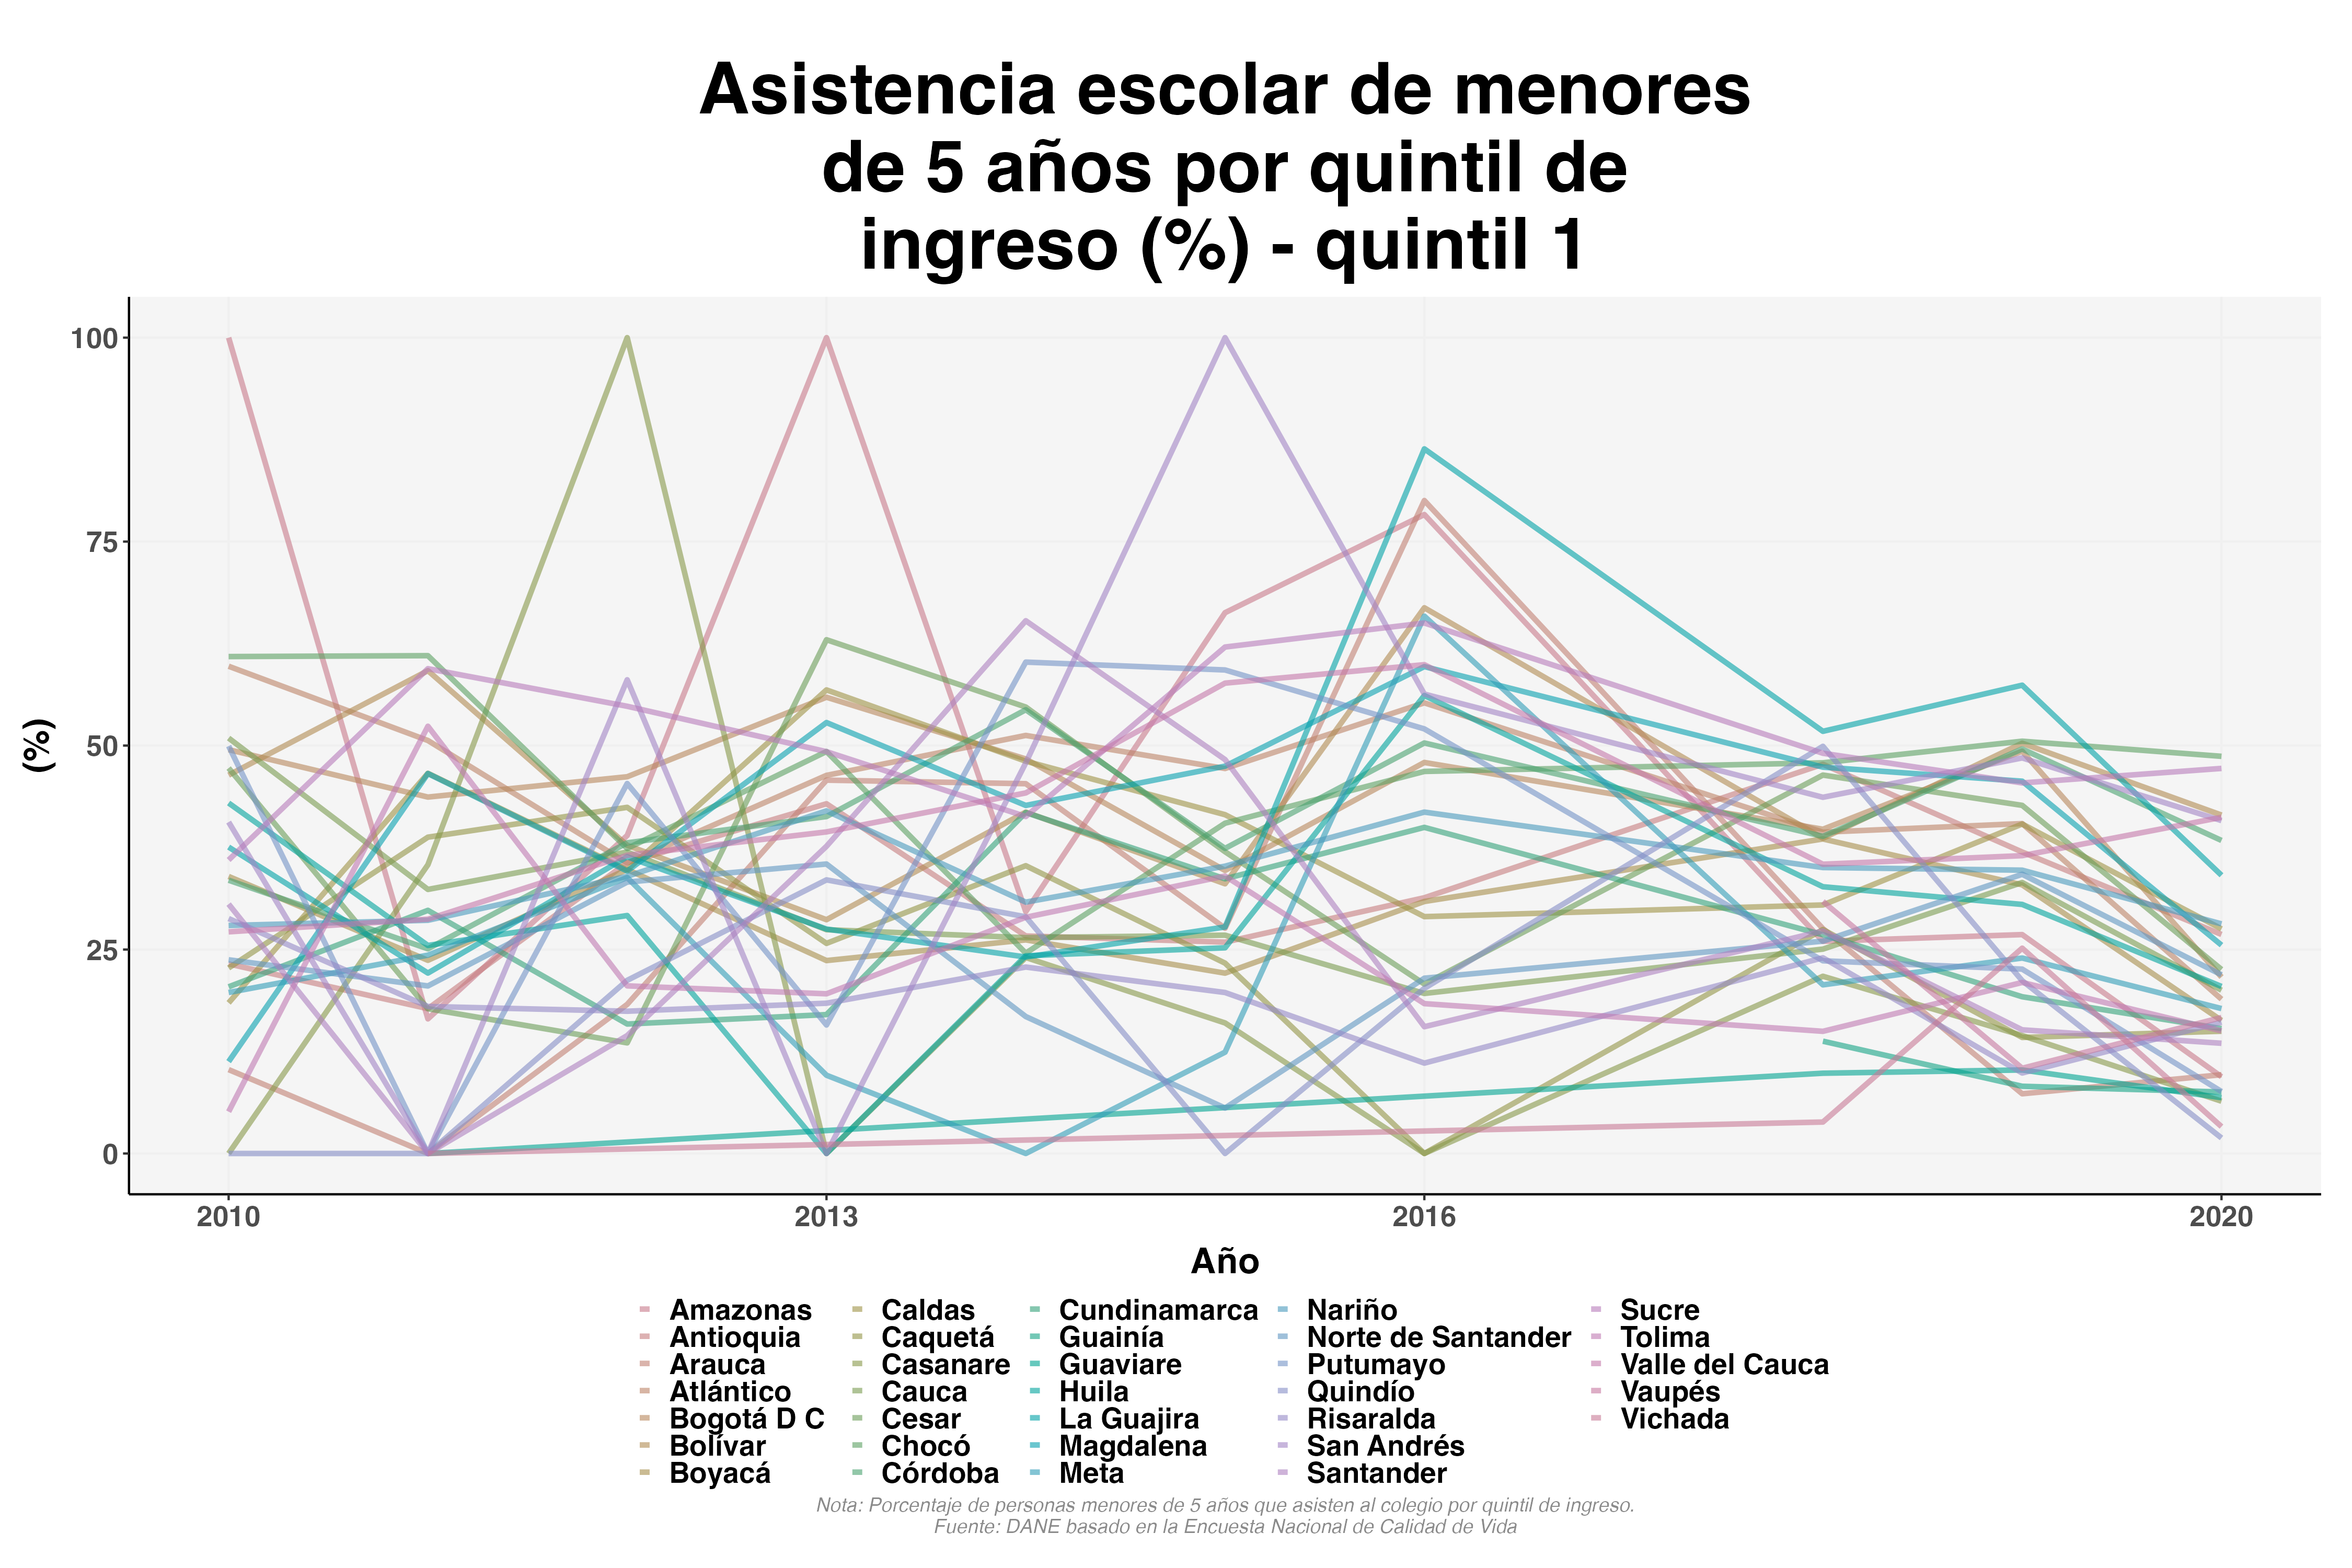 Asistencia escolar de menores
de 5 años por quintil de
ingreso (%) - quintil 1
(%)
100
75
50
25
0
2010 2013 2016 2020
Año
Amazonas Caldas Cundinamarca Nariño Sucre
Antioquia Caquetá Guainía Norte de Santander Tolima
Arauca Casanare Guaviare Putumayo Valle del Cauca
Atlántico Cauca Huila Quindío Vaupés
Bogotá D C Cesar La Guajira Risaralda Vichada
Bolívar Chocó Magdalena San Andrés
Boyacá Córdoba Meta Santander
Nota: Porcentaje de personas menores de 5 años que asisten al colegio por quintil de ingreso.
Fuente: DANE basado en la Encuesta Nacional de Calidad de Vida